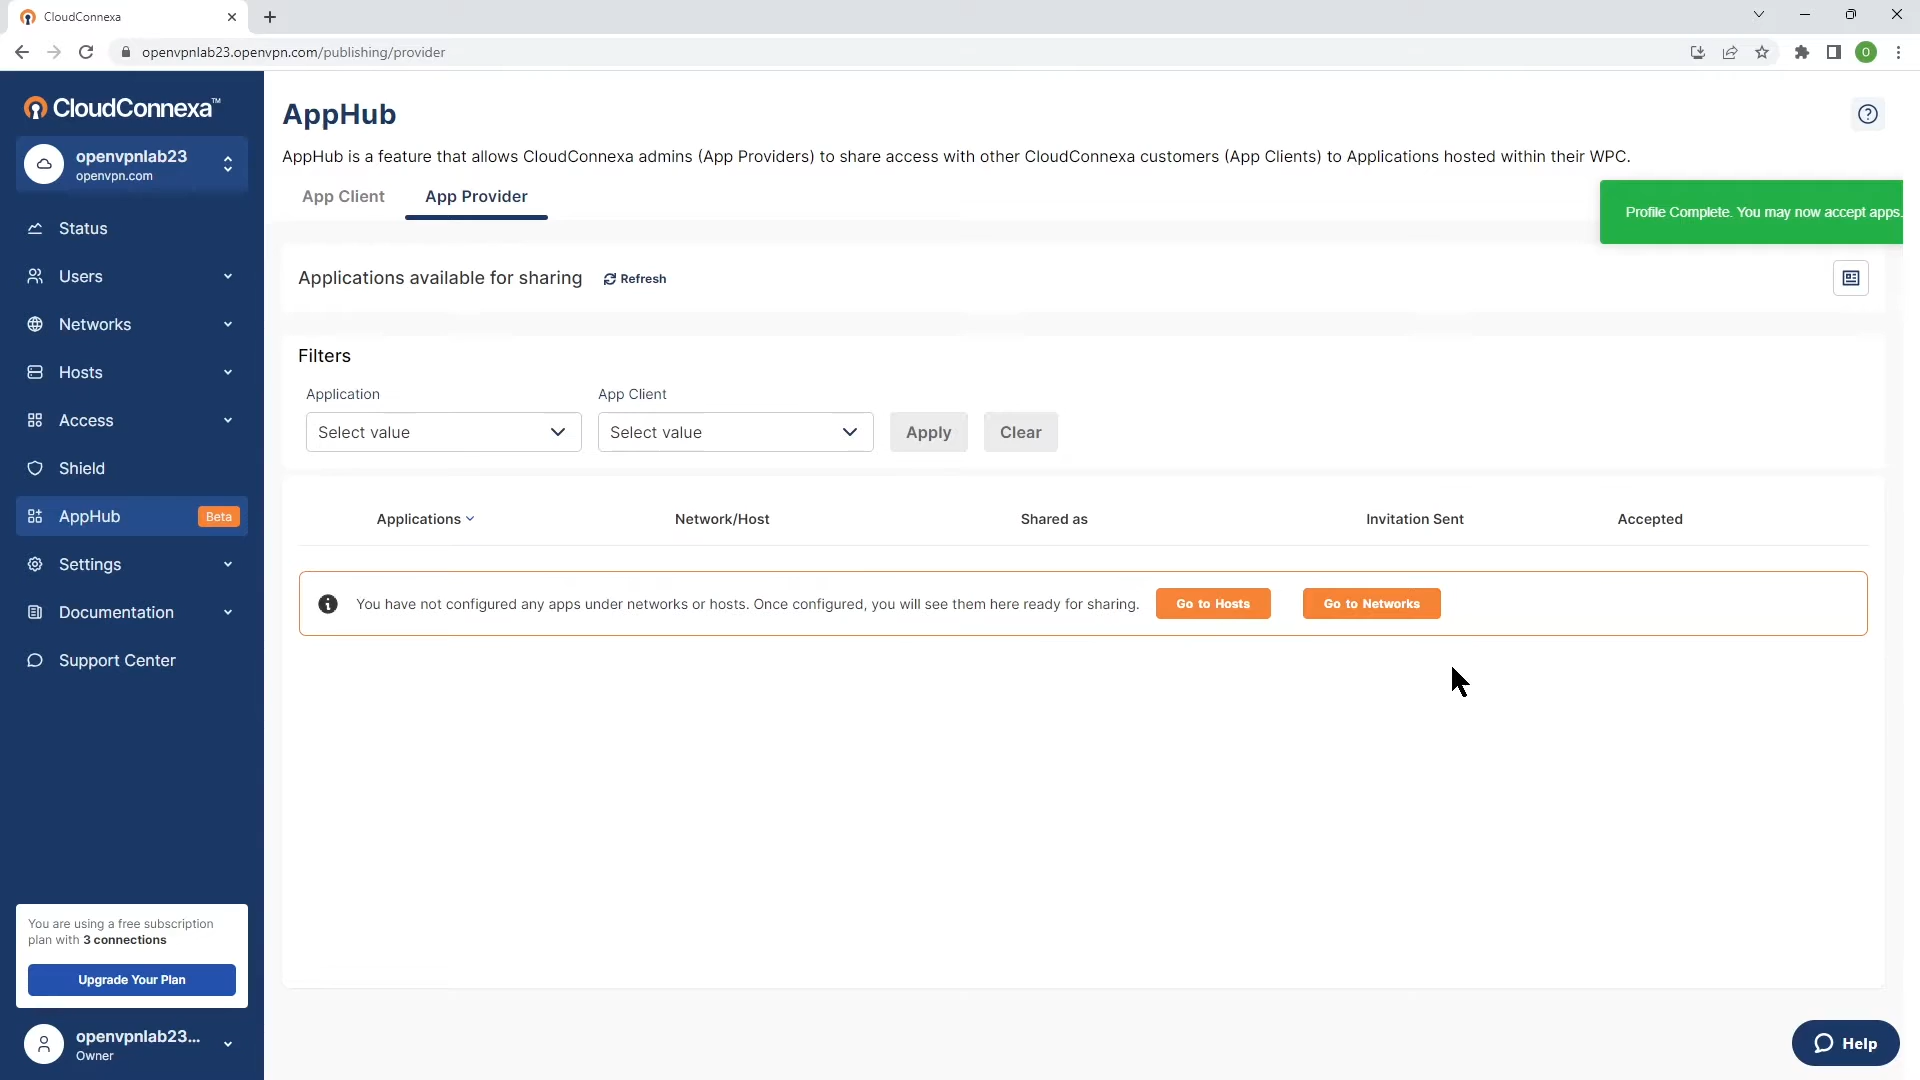 CloudConnexa
openvpnlab23.openvpn.com/publishing/provider
O
CloudConnexa™
openvpnlab23
openvpn.com
Status
Users
Networks
Hosts
Access
Shield
AppHub Beta
Settings
Documentation
Support Center
You are using a free subscription
plan with 3 connections
Upgrade Your Plan
openvpnlab23...
Owner
AppHub
AppHub is a feature that allows CloudConnexa admins (App Providers) to share access with other CloudConnexa customers (App Clients) to Applications hosted within their WPC.
App Client App Provider
Profile Complete. You may now accept apps.
Applications available for sharing Refresh
Filters
Application App Client
Select value Select value Apply Clear
Applications Network/Host Shared as Invitation Sent Accepted
You have not configured any apps under networks or hosts. Once configured, you will see them here ready for sharing. Go to Hosts Go to Networks
Help